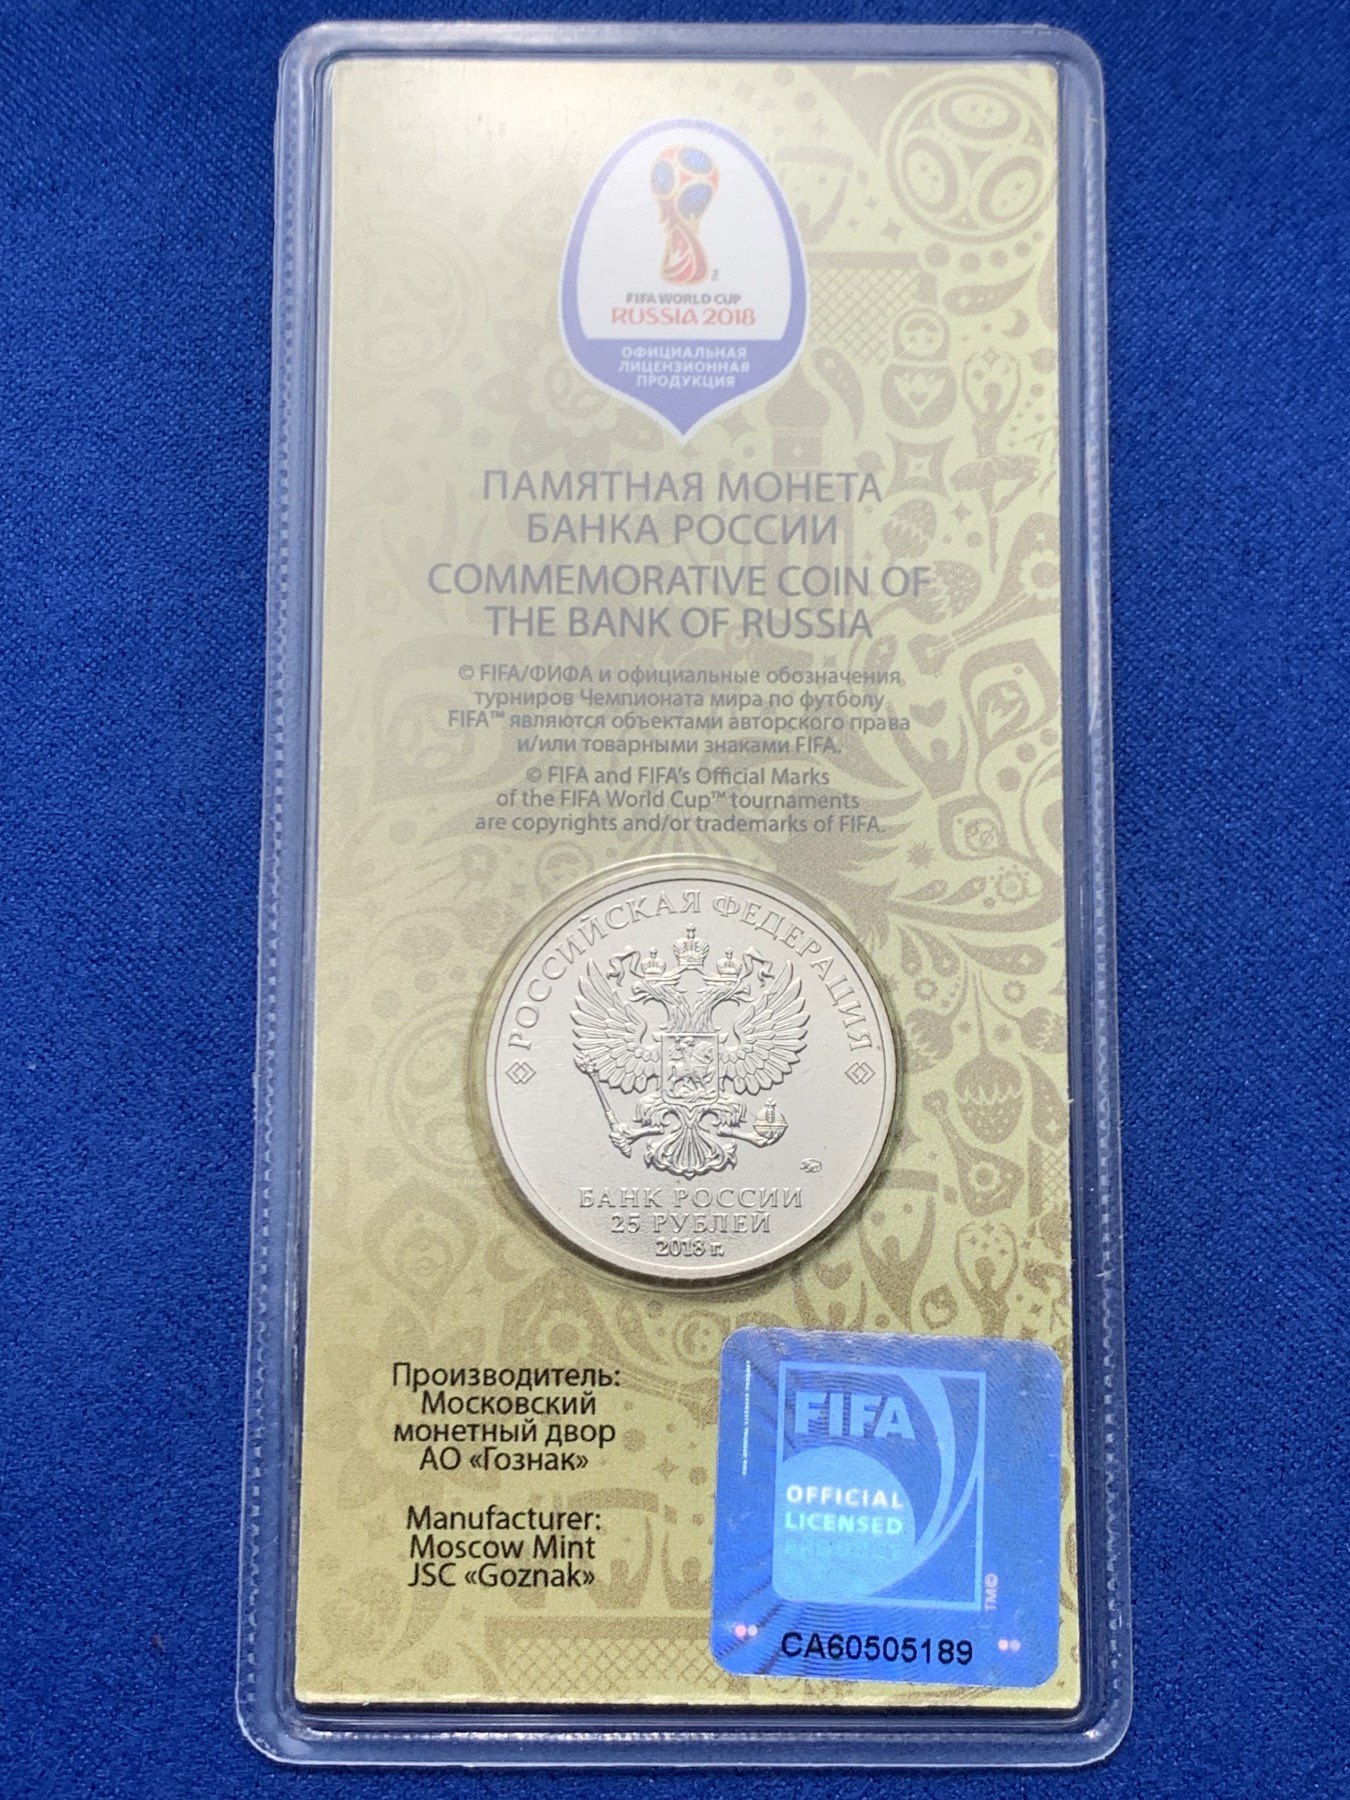 FIFA WORLD CUP
RUSSIA 2018
ОФИЦИАЛЬНАЯ
ЛИЦЕНЗИОННАЯ
ПРОДУКЦИЯ
ПАМЯТНАЯ МОНЕТА
БАНКА РОССИИ
COMMEMORATIVE COIN OF
THE BANK OF RUSSIA
© FIFA/ФИФА и официальные обозначения
турниров Чемпионата мира по футболу
FIFA™ являются объектами авторского права
и/или товарными знаками FIFA.
© FIFA and FIFA's Official Marks
of the FIFA World Cup™ tournaments
are copyrights and/or trademarks of FIFA.
РОССИЙСКАЯ ФЕДЕРАЦИЯ
БАНК РОССИИ
25 РУБЛЕЙ
2018 г.
Производитель:
Московский
монетный двор
АО «Гознак»
Manufacturer:
Moscow Mint
JSC «Goznak»
FIFA
OFFICIAL
LICENSED
PRODUCT
TM©
CA60505189